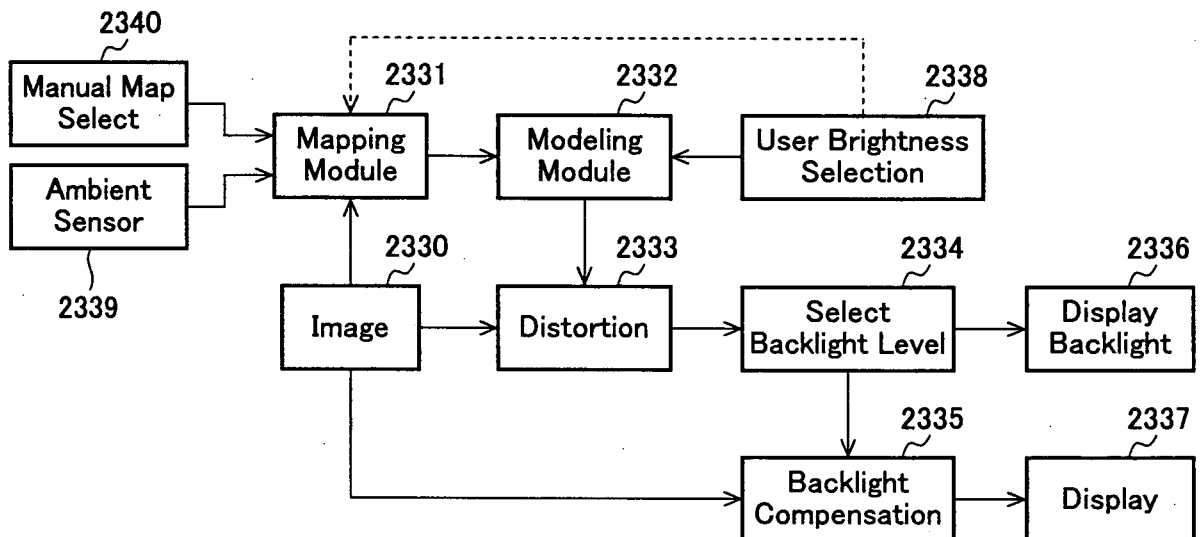 2340
Manual Map
Select
2331
Mapping
Module
2332
Modeling
Module
2338
User Brightness
Selection
Ambient
Sensor
2339
2330
Image
2333
Distortion
2334
Select
Backlight Level
2336
Display
Backlight
2335
Backlight
Compensation
2337
Display